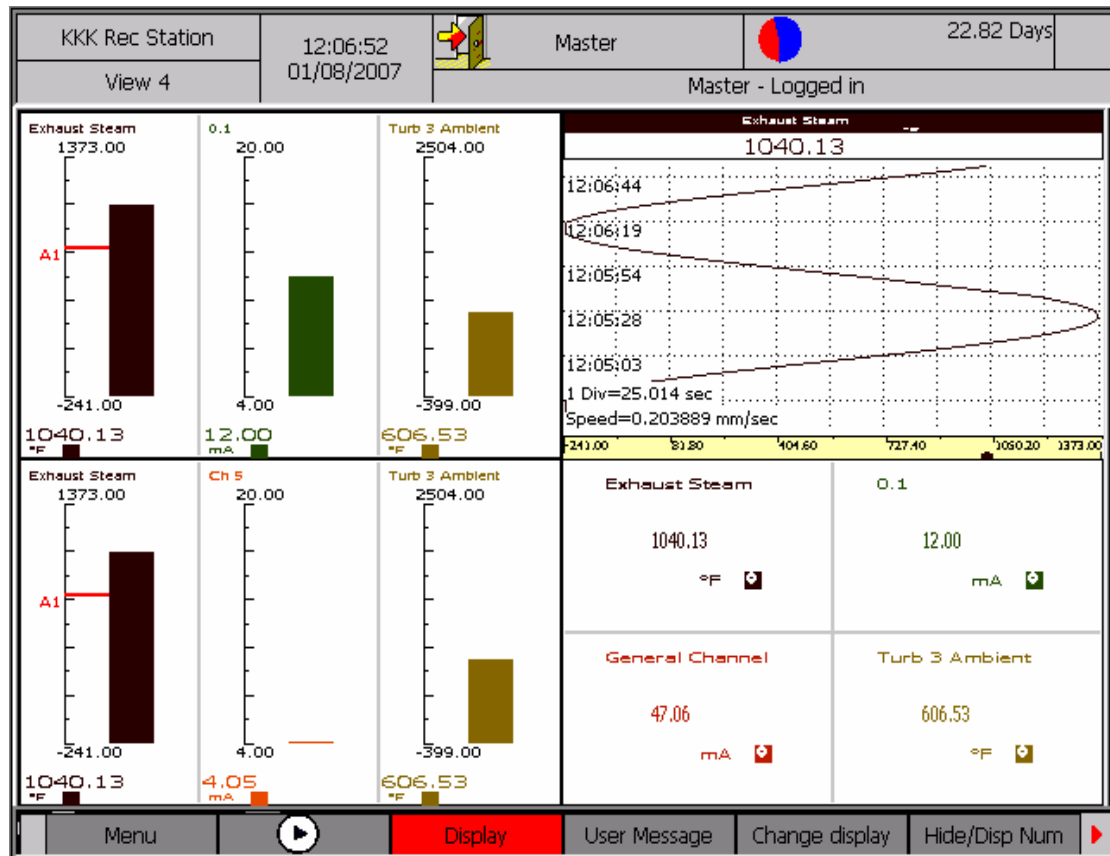 KKK Rec Station
View 4
12:06:52
01/08/2007
Master
22.82 Days
Master - Logged in
Exhaust Steam
1373.00
A1
-241.00
1040.13
°F
0.1
20.00
4.00
12.00
mA
Turb 3 Ambient
2504.00
-399.00
606.53
°F
Exhaust Steam
°F
1040.13
12:06:44
12:06:19
12:05:54
12:05:28
12:05:03
1 Div=25.014 sec
Speed=0.203889 mm/sec
-241.00 81.80 404.60 727.40 1050.20 1373.00
Exhaust Steam
1373.00
A1
-241.00
1040.13
°F
Ch 5
20.00
4.00
4.05
mA
Turb 3 Ambient
2504.00
-399.00
606.53
°F
Exhaust Steam
1040.13
°F
0.1
12.00
mA
General Channel
47.06
mA
Turb 3 Ambient
606.53
°F
Menu Display User Message Change display Hide/Disp Num